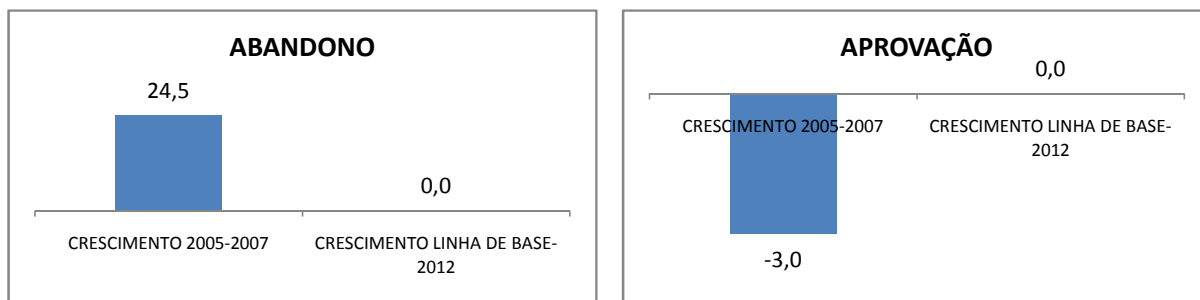 ABANDONO
24,5
0,0
CRESCIMENTO 2005-2007
CRESCIMENTO LINHA DE BASE-
2012
APROVAÇÃO
0,0
CRESCIMENTO 2005-2007
CRESCIMENTO LINHA DE BASE-
2012
-3,0